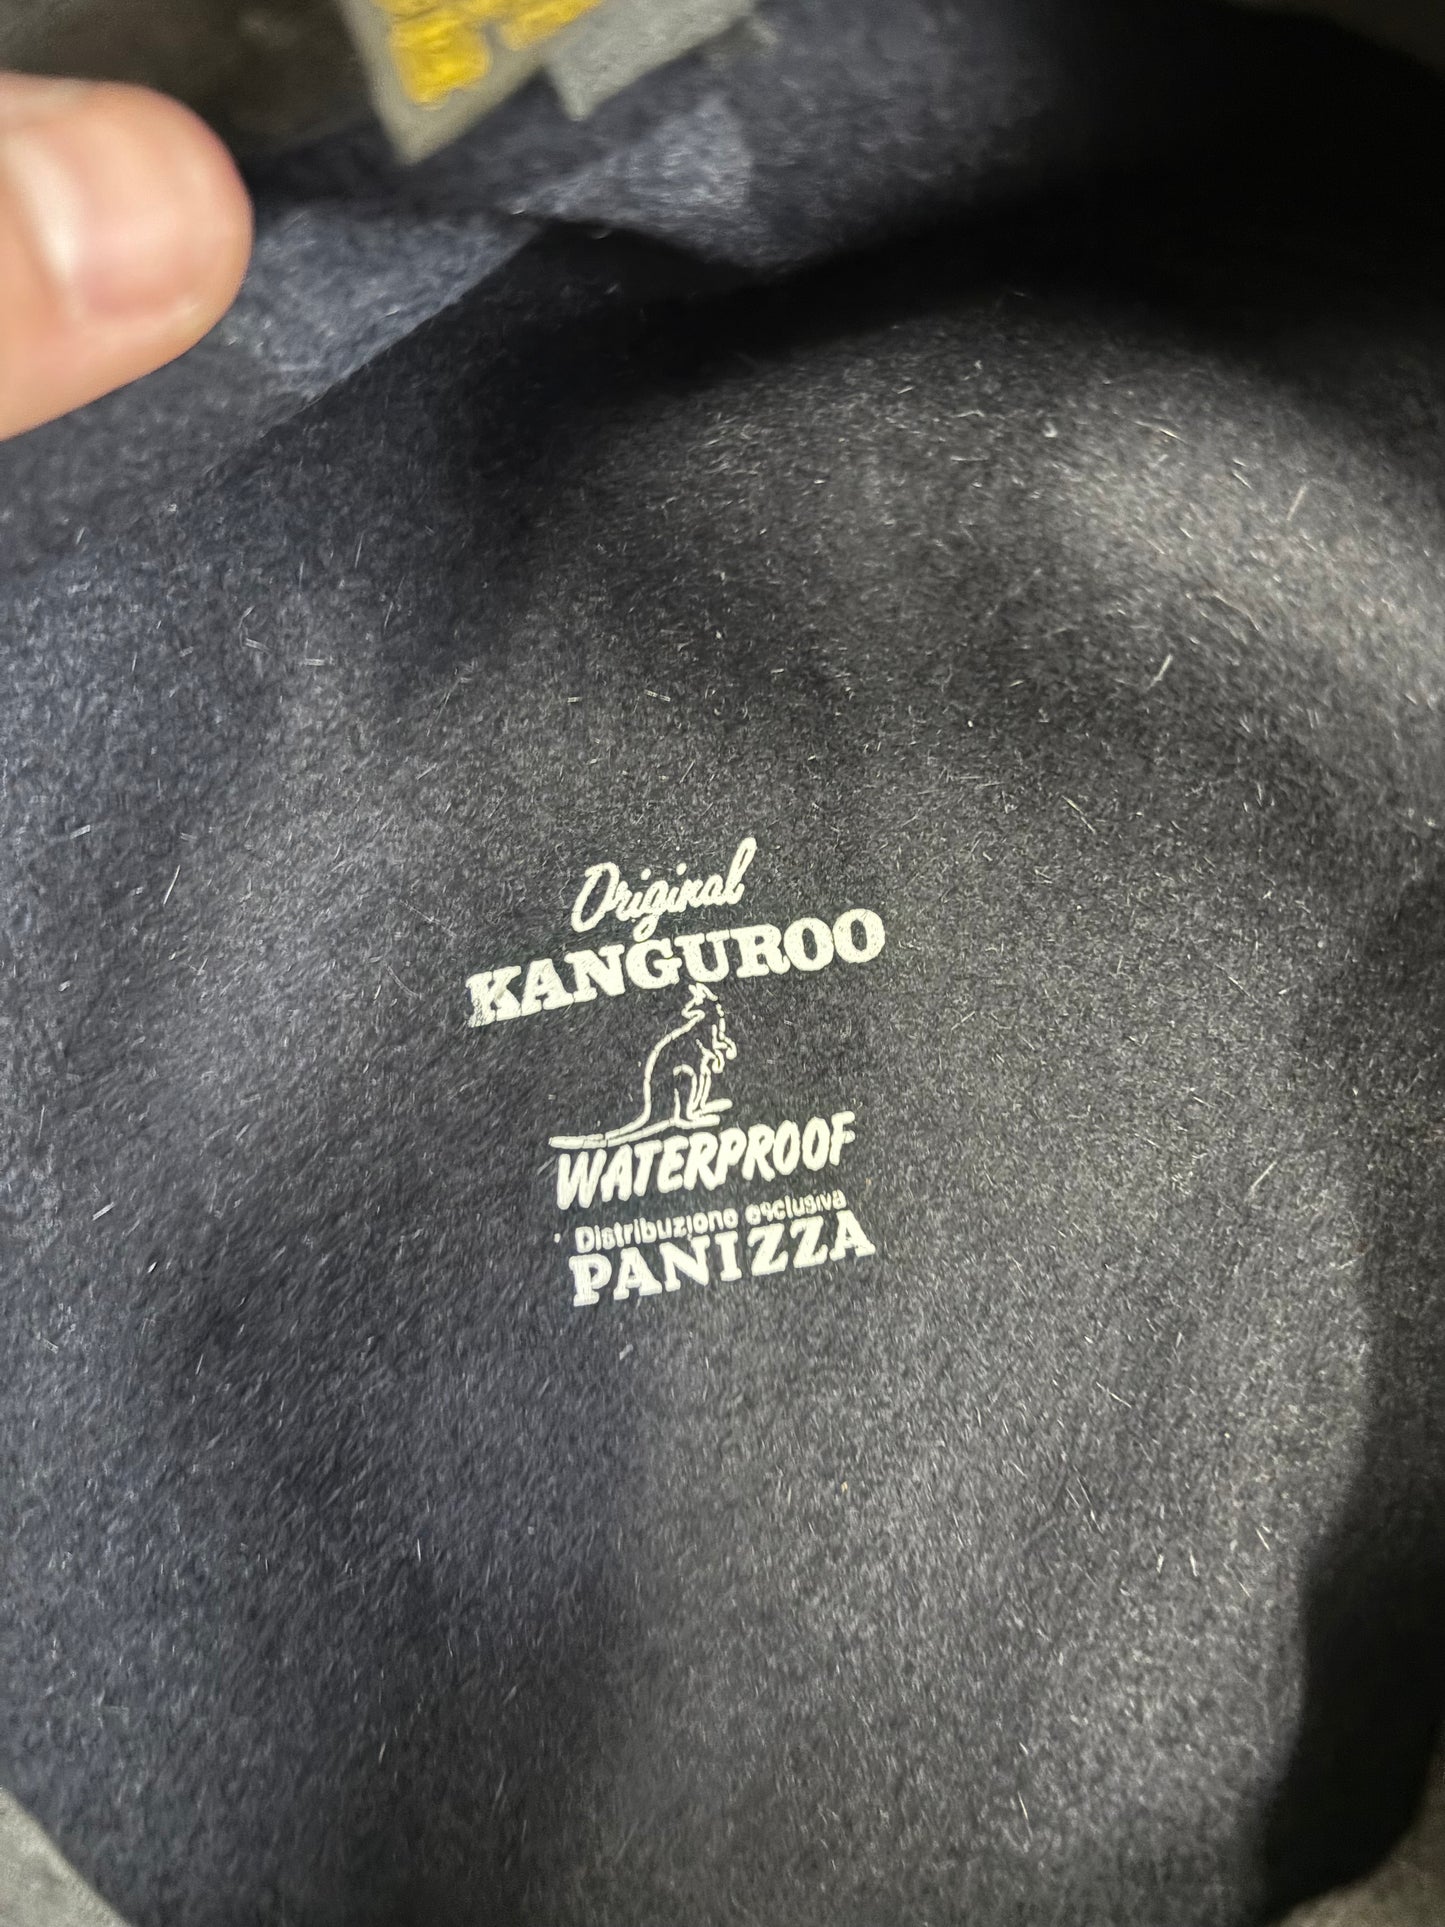 Original
KANGUROO
WATERPROOF
Distribuzione esclusiva
PANIZZA